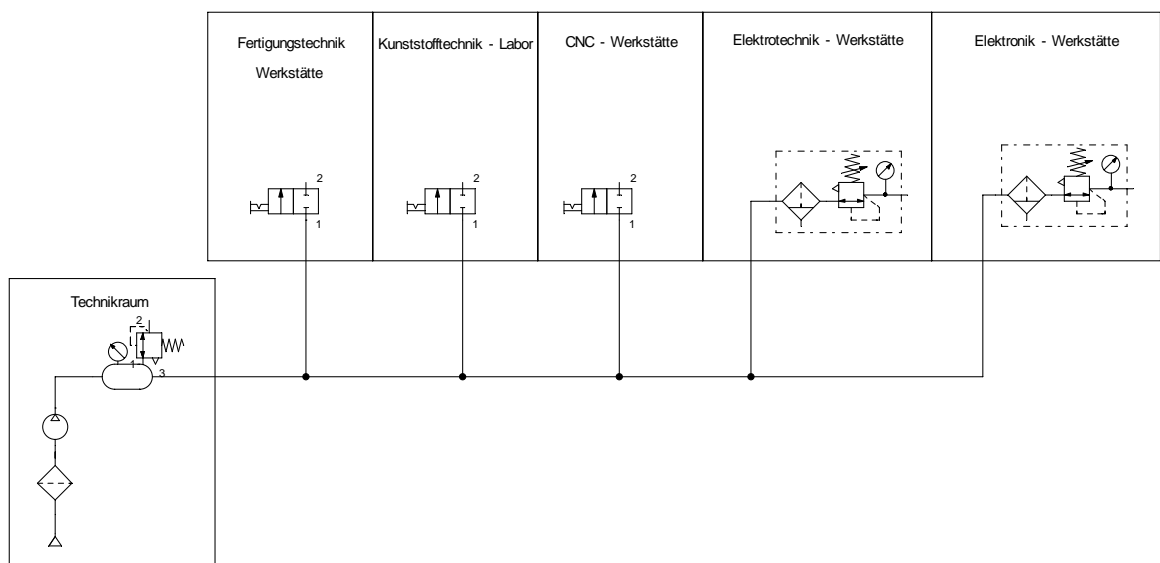 Fertigungstechnik
Werkstätte
Kunststofftechnik - Labor
CNC - Werkstätte
Elektrotechnik - Werkstätte
Elektronik - Werkstätte
2
1
2
1
2
1
Technikraum
2
1
3